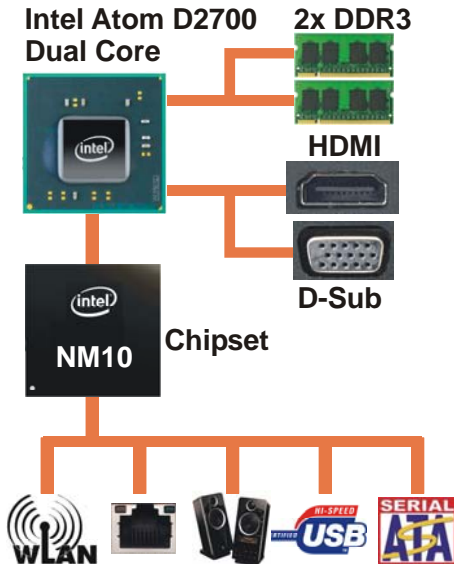 Intel Atom D2700
Dual Core
2x DDR3
intel
HDMI
D-Sub
intel
NM10
Chipset
WLAN
HI-SPEED
CERTIFIED
USB
SERIAL
ATA